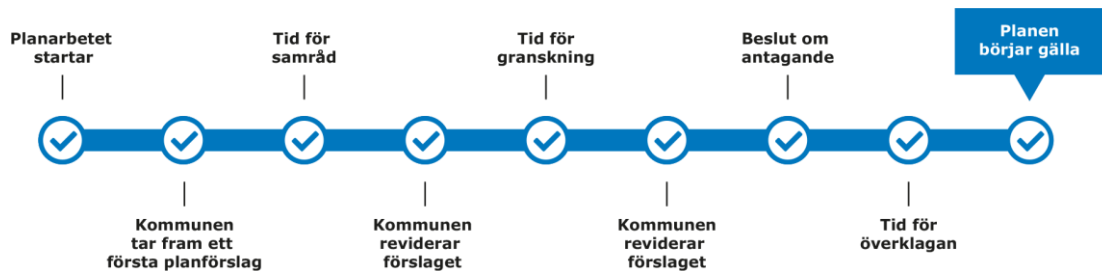 Planarbetet
startar
Kommunen
tar fram ett
första planförslag
Tid för
samråd
Kommunen
reviderar
förslaget
Tid för
granskning
Kommunen
reviderar
förslaget
Beslut om
antagande
Tid för
överklagan
Planen
börjar gälla